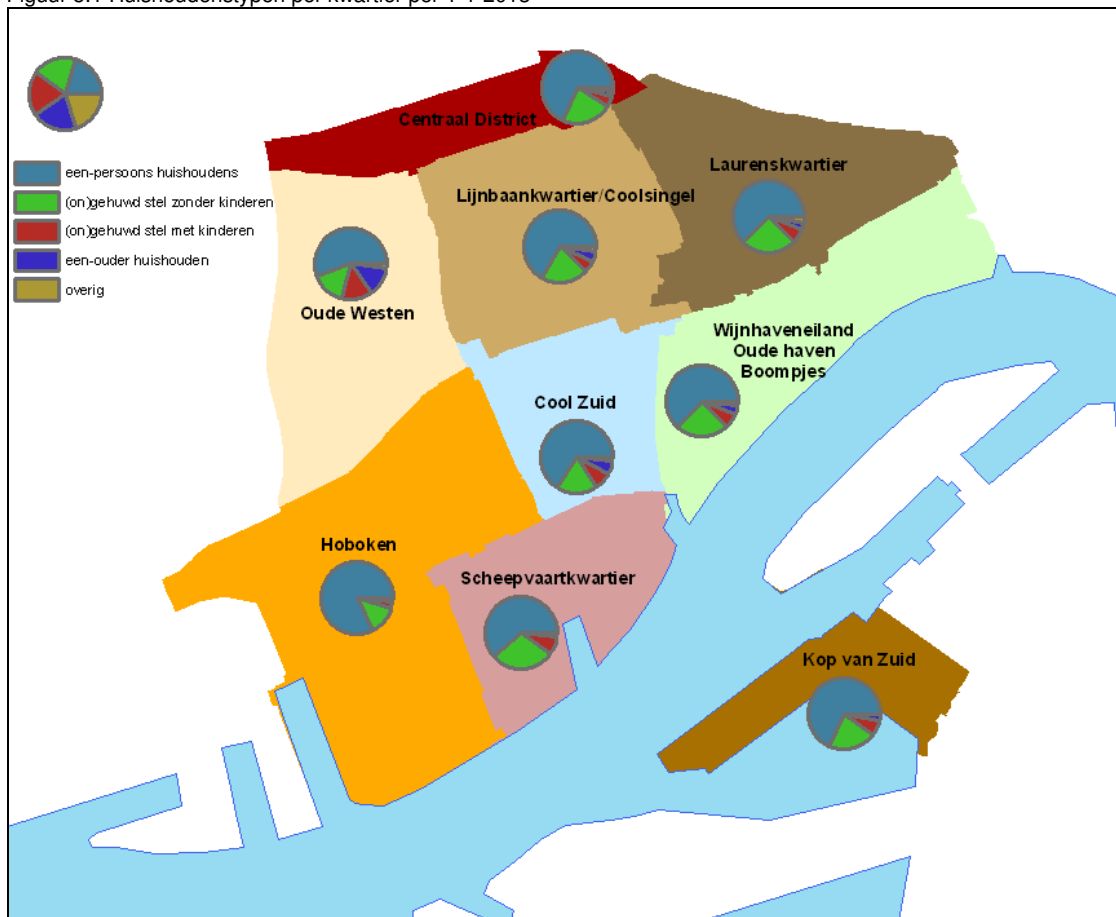 een-persoons huishoudens
(on)gehuwd stel zonder kinderen
(on)gehuwd stel met kinderen
een-ouder huishouden
overig
Centraal District
Laurenskwartier
Lijnbaankwartier/Coolsingel
Oude Westen
Wijnhaveneiland
Oude haven
Boompjes
Cool Zuid
Hoboken
Scheepvaartkwartier
Kop van Zuid